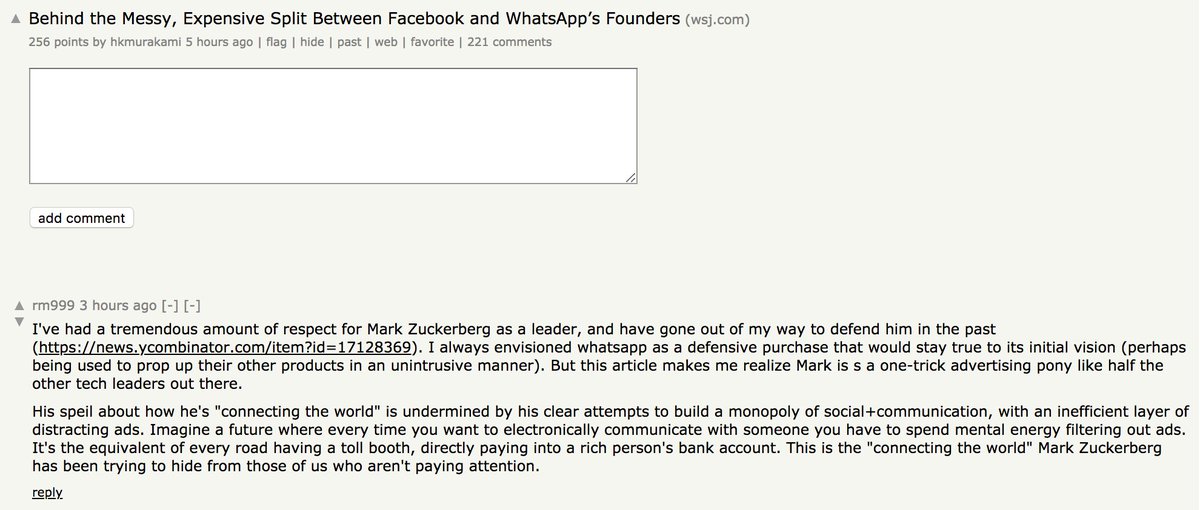 Behind the Messy, Expensive Split Between Facebook and WhatsApp’s Founders (wsj.com)
256 points by hkmurakami 5 hours ago | flag | hide | past | web | favorite | 221 comments
add comment
rm999 3 hours ago [-] [-]
I've had a tremendous amount of respect for Mark Zuckerberg as a leader, and have gone out of my way to defend him in the past
(https://news.ycombinator.com/item?id=17128369). I always envisioned whatsapp as a defensive purchase that would stay true to its initial vision (perhaps
being used to prop up their other products in an unintrusive manner). But this article makes me realize Mark is s a one-trick advertising pony like half the
other tech leaders out there.
His speil about how he's "connecting the world" is undermined by his clear attempts to build a monopoly of social+communication, with an inefficient layer of
distracting ads. Imagine a future where every time you want to electronically communicate with someone you have to spend mental energy filtering out ads.
It's the equivalent of every road having a toll booth, directly paying into a rich person's bank account. This is the "connecting the world" Mark Zuckerberg
has been trying to hide from those of us who aren't paying attention.
reply